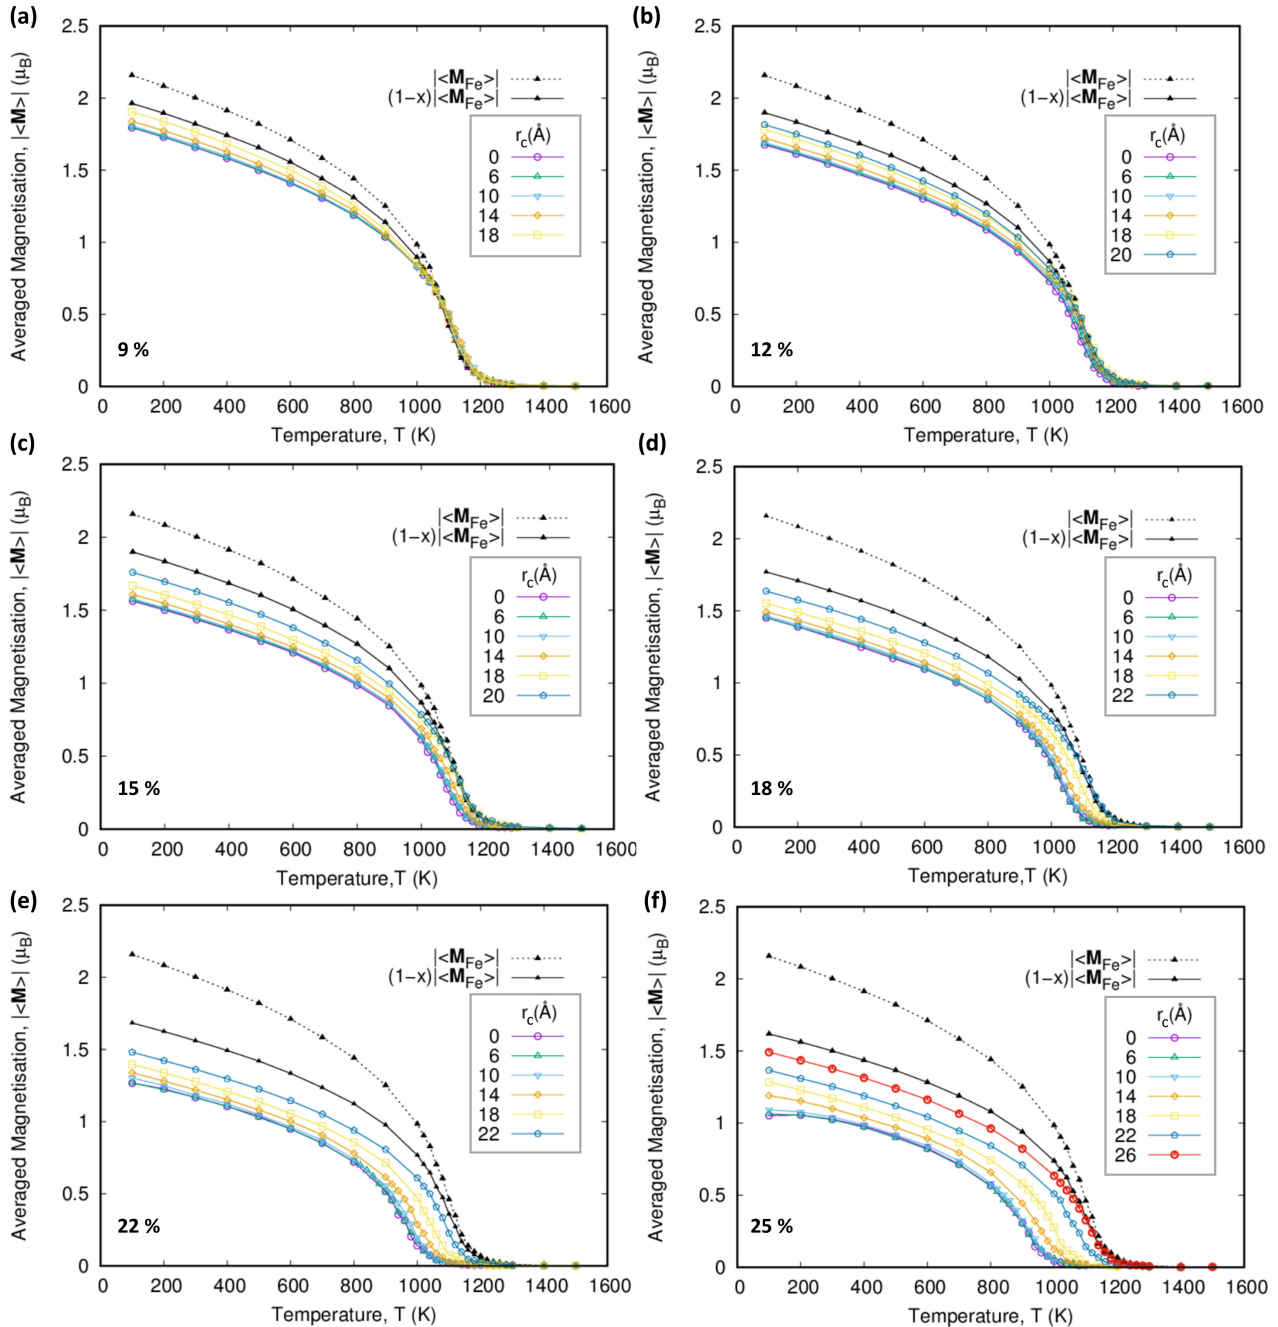 (a)
2.5
2
1.5
1
0.5
0
0 200 400 600 800 1000 1200 1400 1600
Averaged Magnetisation, |<M>| (μB)
Temperature, T (K)
|<MFe>|
(1−x)|<MFe>|
rc(Å)
0
6
10
14
18
9 %
(b)
2.5
2
1.5
1
0.5
0
0 200 400 600 800 1000 1200 1400 1600
Averaged Magnetisation, |<M>| (μB)
Temperature, T (K)
|<MFe>|
(1−x)|<MFe>|
rc(Å)
0
6
10
14
18
20
12 %
(c)
2.5
2
1.5
1
0.5
0
0 200 400 600 800 1000 1200 1400 1600
Averaged Magnetisation, |<M>| (μB)
Temperature,T (K)
|<MFe>|
(1−x)|<MFe>|
rc(Å)
0
6
10
14
18
20
15 %
(d)
2.5
2
1.5
1
0.5
0
0 200 400 600 800 1000 1200 1400 1600
Averaged Magnetisation, |<M>| (μB)
Temperature,T (K)
|<MFe>|
(1−x)|<MFe>|
rc(Å)
0
6
10
14
18
22
18 %
(e)
2.5
2
1.5
1
0.5
0
0 200 400 600 800 1000 1200 1400 1600
Averaged Magnetisation, |<M>| (μB)
Temperature, T (K)
|<MFe>|
(1−x)|<MFe>|
rc(Å)
0
6
10
14
18
22
22 %
(f)
2.5
2
1.5
1
0.5
0
0 200 400 600 800 1000 1200 1400 1600
Averaged Magnetisation, |<M>| (μB)
Temperature, T (K)
|<MFe>|
(1−x)|<MFe>|
rc(Å)
0
6
10
14
18
22
26
25 %